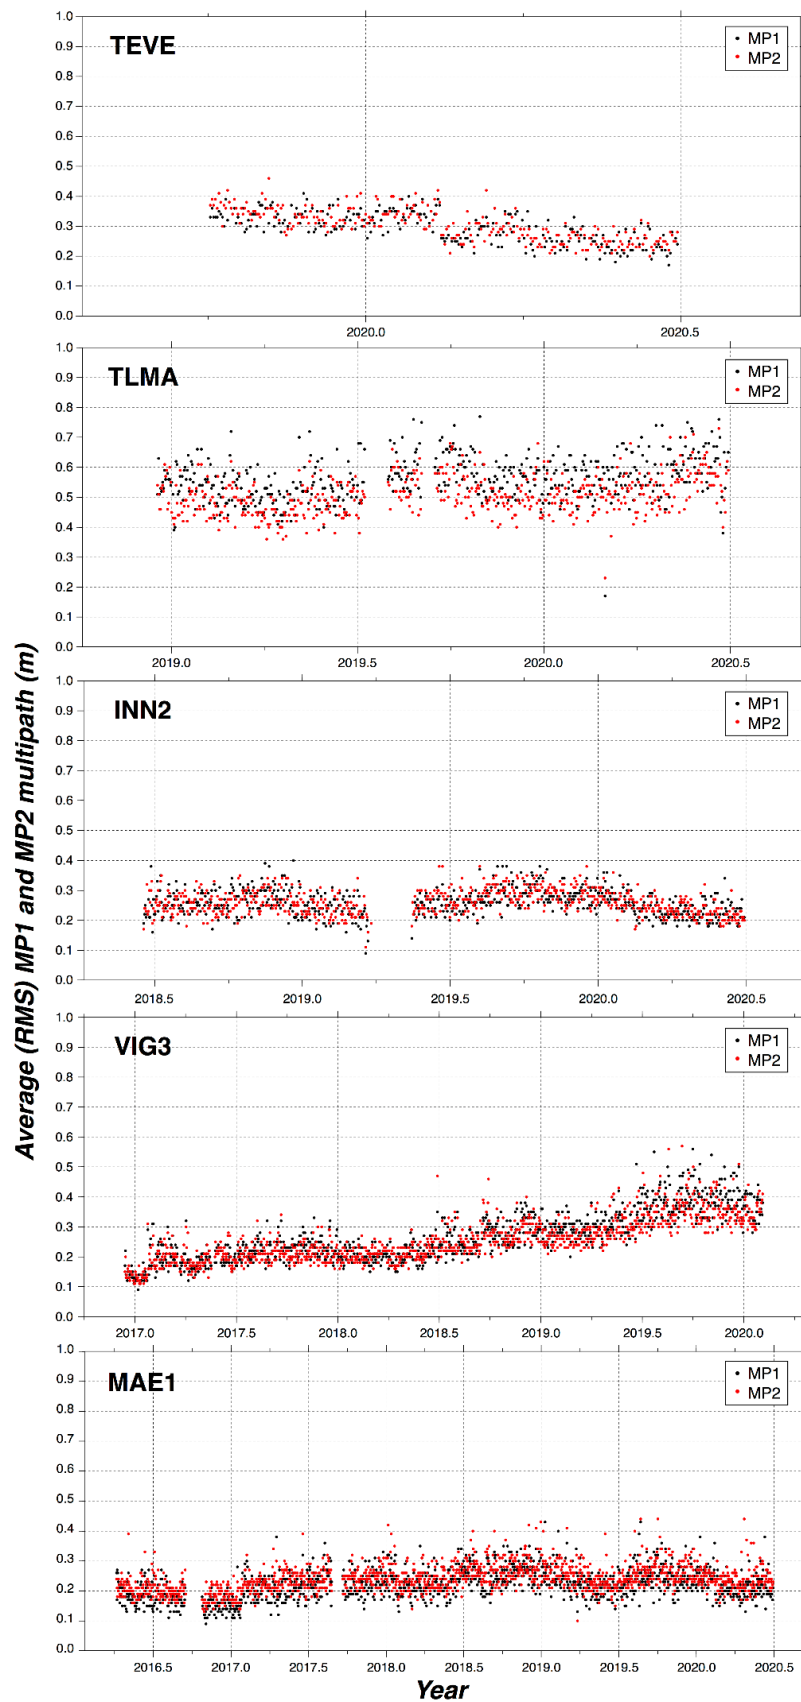 Average (RMS) MP1 and MP2 multipath (m)
TEVE
MP1
MP2
1.0
0.9
0.8
0.7
0.6
0.5
0.4
0.3
0.2
0.1
0.0
2020.0 2020.5
TLMA
MP1
MP2
1.0
0.9
0.8
0.7
0.6
0.5
0.4
0.3
0.2
0.1
0.0
2019.0 2019.5 2020.0 2020.5
INN2
MP1
MP2
1.0
0.9
0.8
0.7
0.6
0.5
0.4
0.3
0.2
0.1
0.0
2018.5 2019.0 2019.5 2020.0 2020.5
VIG3
MP1
MP2
1.0
0.9
0.8
0.7
0.6
0.5
0.4
0.3
0.2
0.1
0.0
2017.0 2017.5 2018.0 2018.5 2019.0 2019.5 2020.0
MAE1
MP1
MP2
1.0
0.9
0.8
0.7
0.6
0.5
0.4
0.3
0.2
0.1
0.0
2016.5 2017.0 2017.5 2018.0 2018.5 2019.0 2019.5 2020.0 2020.5
Year